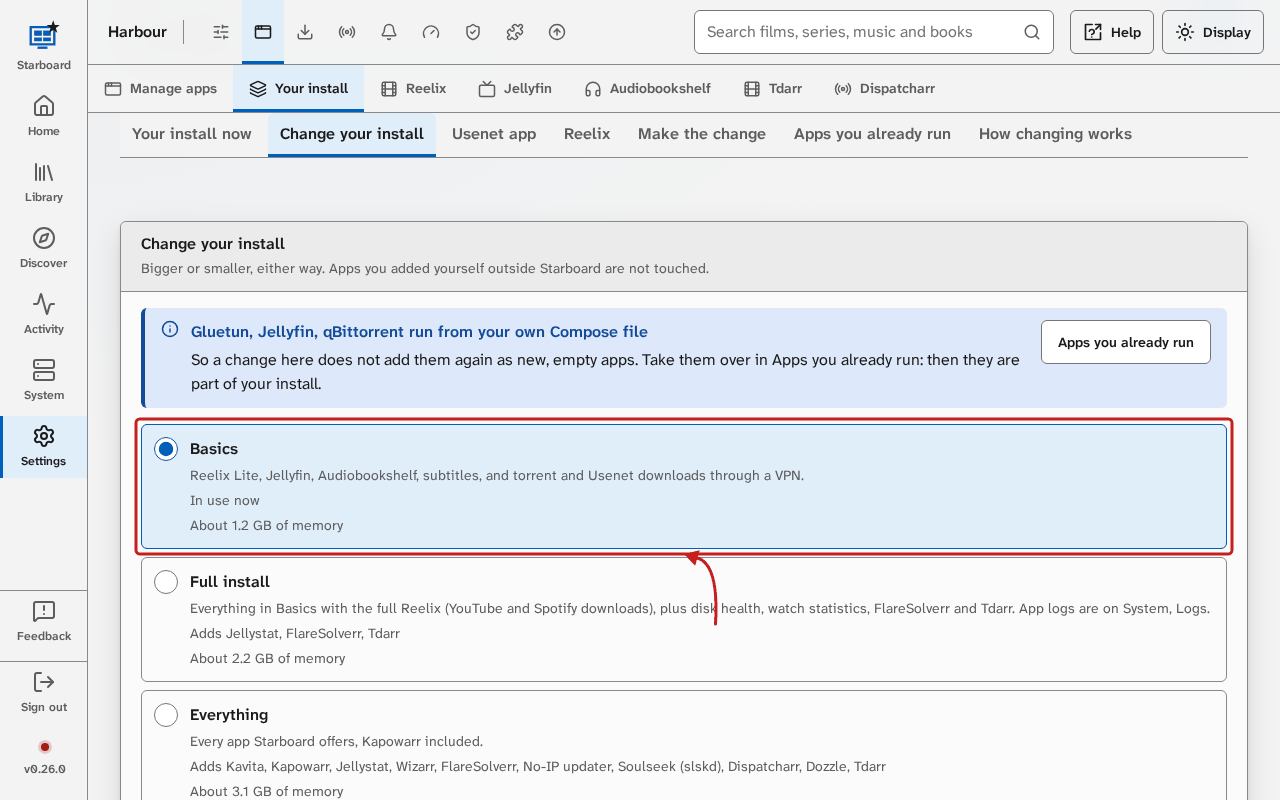 Starboard
Home
Library
Discover
Activity
System
Settings
Feedback
Sign out
v0.26.0
Harbour
Search films, series, music and books
Help
Display
Manage apps
Your install
Reelix
Jellyfin
Audiobookshelf
Tdarr
Dispatcharr
Your install now
Change your install
Usenet app
Reelix
Make the change
Apps you already run
How changing works
Change your install
Bigger or smaller, either way. Apps you added yourself outside Starboard are not touched.
Gluetun, Jellyfin, qBittorrent run from your own Compose file
So a change here does not add them again as new, empty apps. Take them over in Apps you already run: then they are
part of your install.
Apps you already run
Basics
Reelix Lite, Jellyfin, Audiobookshelf, subtitles, and torrent and Usenet downloads through a VPN.
In use now
About 1.2 GB of memory
Full install
Everything in Basics with the full Reelix (YouTube and Spotify downloads), plus disk health, watch statistics, FlareSolverr and Tdarr. App logs are on System, Logs.
Adds Jellystat, FlareSolverr, Tdarr
About 2.2 GB of memory
Everything
Every app Starboard offers, Kapowarr included.
Adds Kavita, Kapowarr, Jellystat, Wizarr, FlareSolverr, No-IP updater, Soulseek (slskd), Dispatcharr, Dozzle, Tdarr
About 3.1 GB of memory